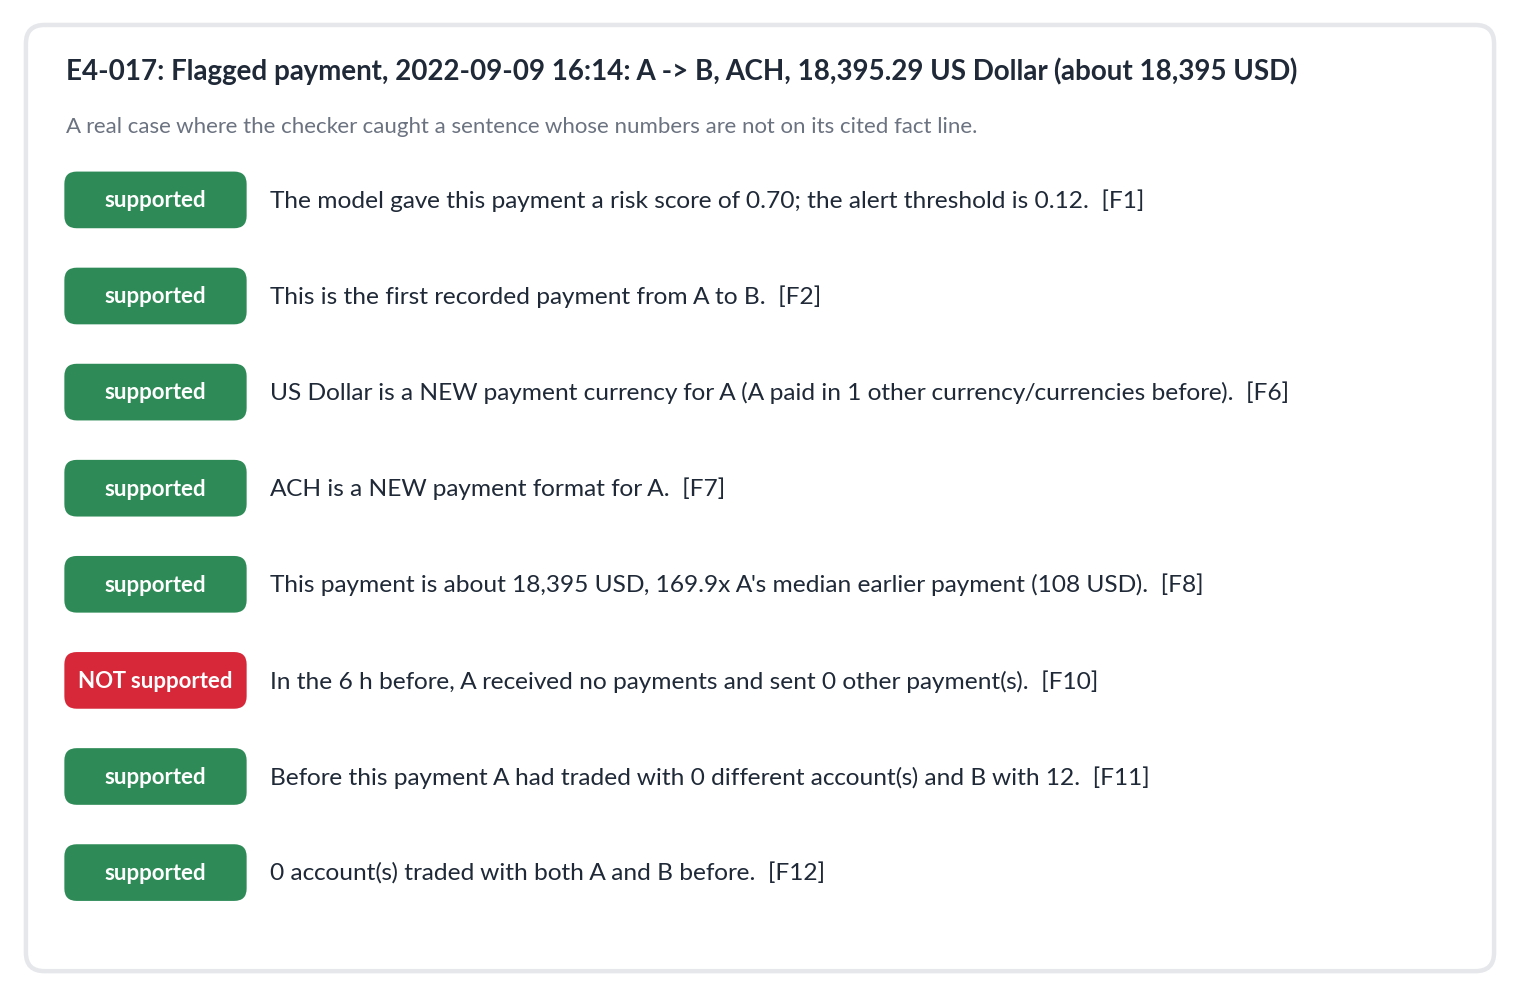 E4-017: Flagged payment, 2022-09-09 16:14: A -> B, ACH, 18,395.29 US Dollar (about 18,395 USD)
A real case where the checker caught a sentence whose numbers are not on its cited fact line.
supported The model gave this payment a risk score of 0.70; the alert threshold is 0.12. [F1]
supported This is the first recorded payment from A to B. [F2]
supported US Dollar is a NEW payment currency for A (A paid in 1 other currency/currencies before). [F6]
supported ACH is a NEW payment format for A. [F7]
supported This payment is about 18,395 USD, 169.9x A's median earlier payment (108 USD). [F8]
NOT supported In the 6 h before, A received no payments and sent 0 other payment(s). [F10]
supported Before this payment A had traded with 0 different account(s) and B with 12. [F11]
supported 0 account(s) traded with both A and B before. [F12]